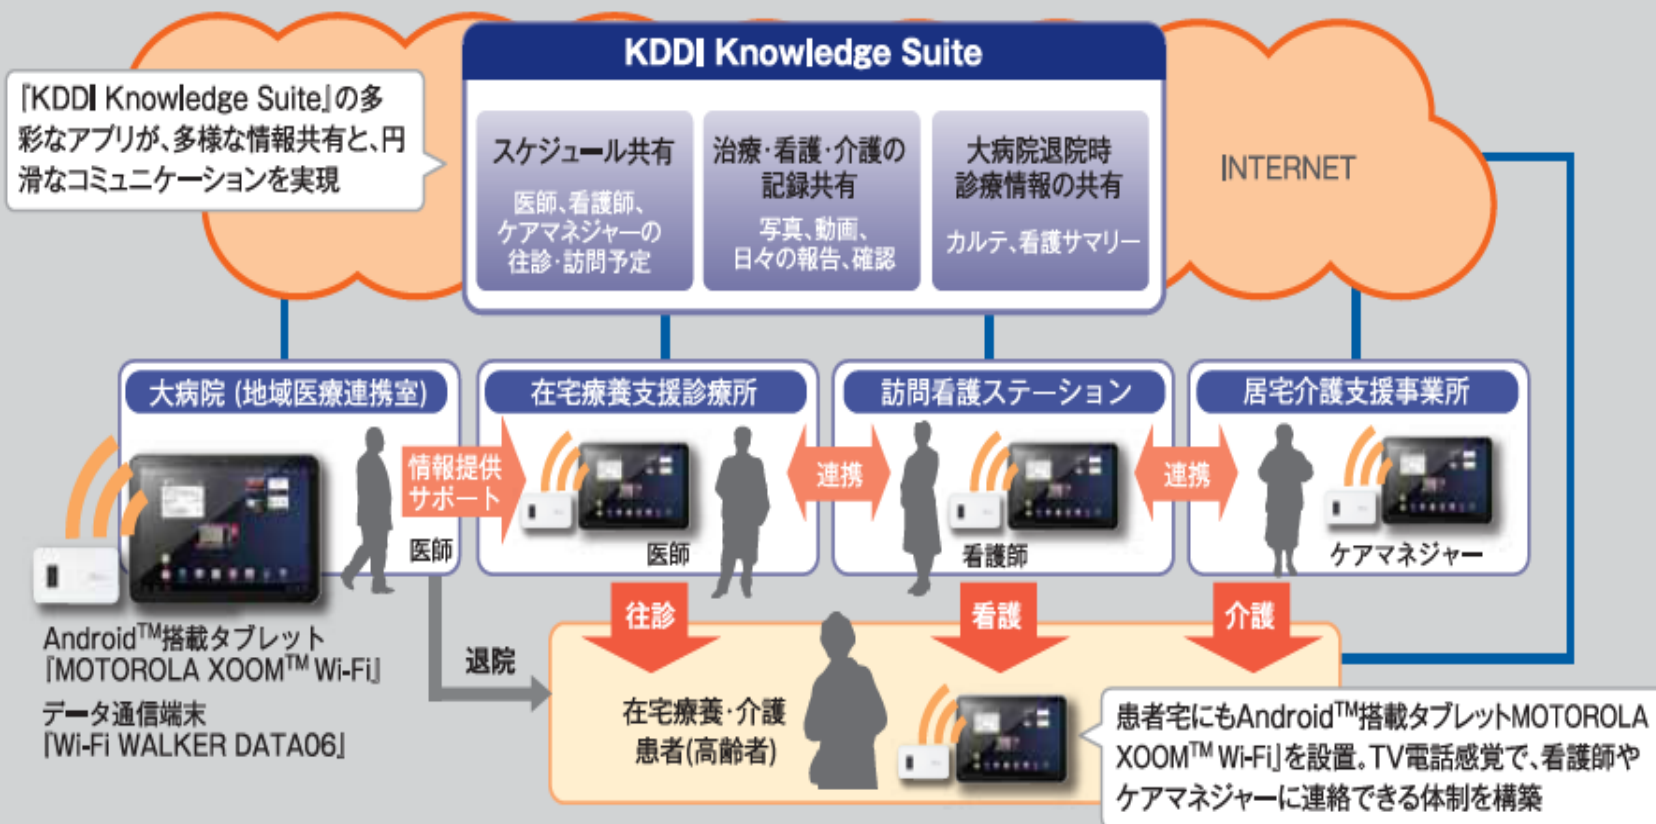 KDDI Knowledge Suite
『KDDI Knowledge Suite』の多
彩なアプリが、多様な情報共有と、円
滑なコミュニケーションを実現
スケジュール共有
医師、看護師、
ケアマネジャーの
往診・訪問予定
治療・看護・介護の
記録共有
写真、動画、
日々の報告、確認
大病院退院時
診療情報の共有
カルテ、看護サマリー
INTERNET
大病院 (地域医療連携室)
在宅療養支援診療所
訪問看護ステーション
居宅介護支援事業所
情報提供
サポート
連携
連携
医師
医師
看護師
ケアマネジャー
往診
看護
介護
Android™搭載タブレット
『MOTOROLA XOOM™ Wi-Fi』
データ通信端末
『Wi-Fi WALKER DATA06』
退院
在宅療養・介護
患者(高齢者)
患者宅にもAndroid™搭載タブレットMOTOROLA
XOOM™ Wi-Fi』を設置。TV電話感覚で、看護師や
ケアマネジャーに連絡できる体制を構築